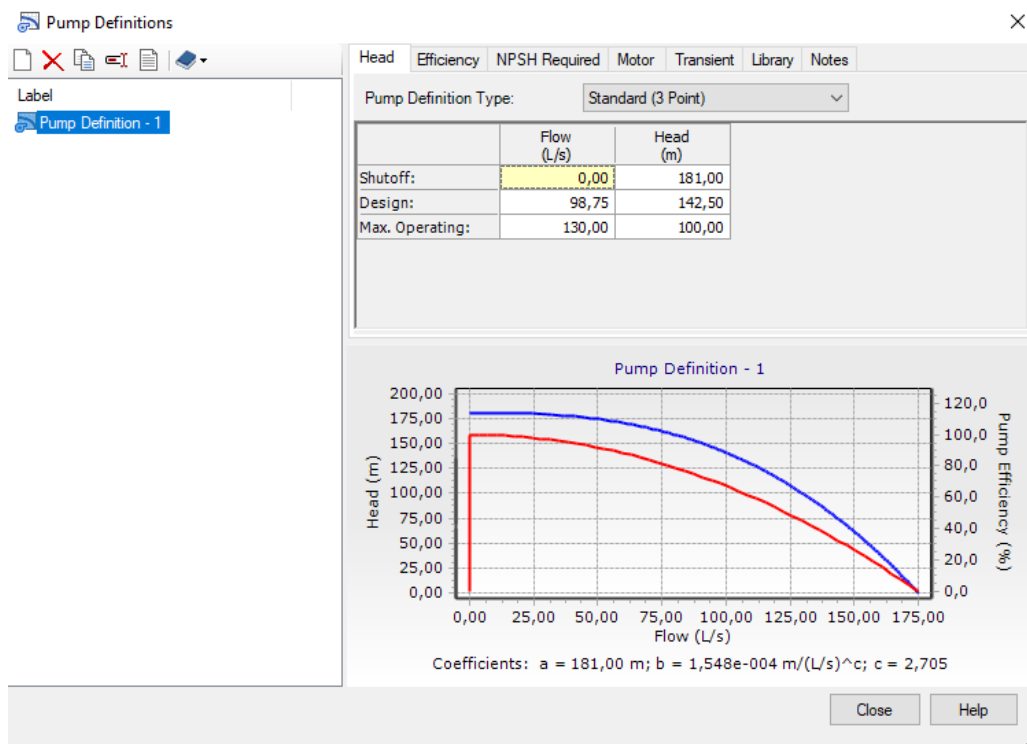 Pump Definitions
Head Efficiency NPSH Required Motor Transient Library Notes
Label
Pump Definition - 1
Pump Definition Type: Standard (3 Point)
Flow (L/s) Head (m)
Shutoff: 0,00 181,00
Design: 98,75 142,50
Max. Operating: 130,00 100,00
Pump Definition - 1
Head (m)
200,00
175,00
150,00
125,00
100,00
75,00
50,00
25,00
0,00
120,0
100,0
80,0
60,0
40,0
20,0
0,0
Pump Efficiency (%)
0,00 25,00 50,00 75,00 100,00 125,00 150,00 175,00
Flow (L/s)
Coefficients: a = 181,00 m; b = 1,548e-004 m/(L/s)^c; c = 2,705
Close Help